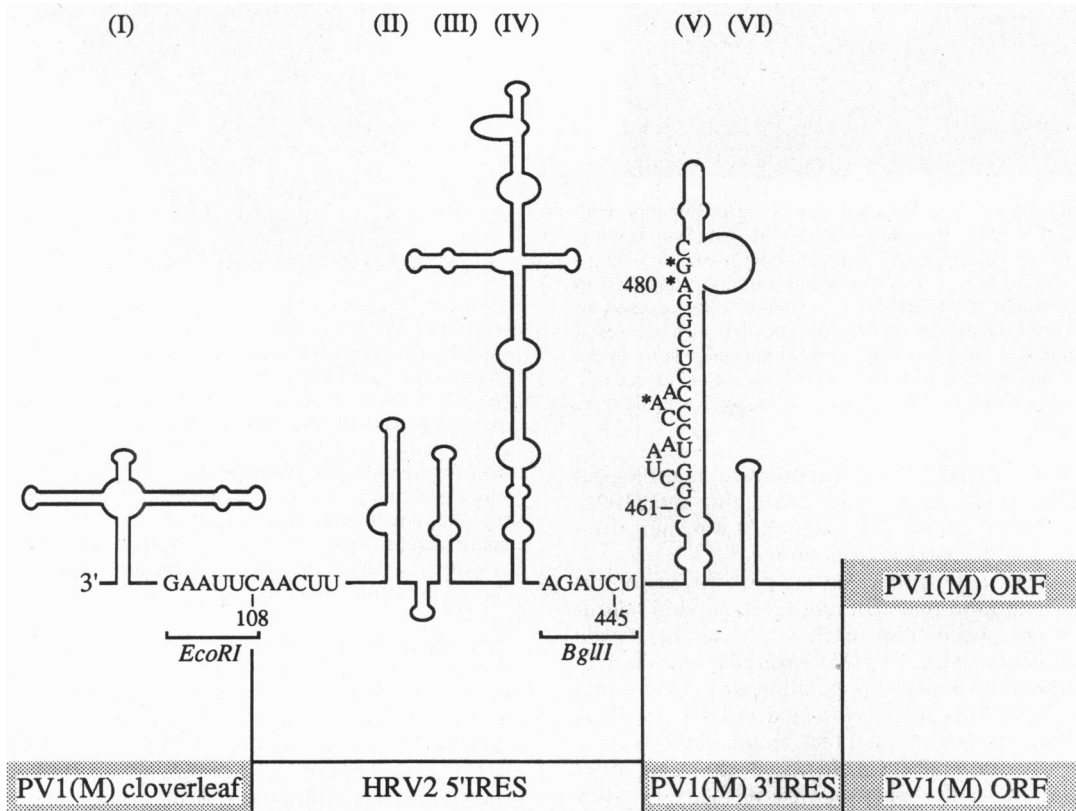 (I) (II) (III) (IV) (V) (VI)
C
*G
480 *A
G
G
C
U
C
A C
*A C
C C
A A U
U C G
G
461– C
3' GAAUUCAACUU AGAUCU PV1(M) ORF
108 445
EcoRI BglII
PV1(M) cloverleaf HRV2 5'IRES PV1(M) 3'IRES PV1(M) ORF